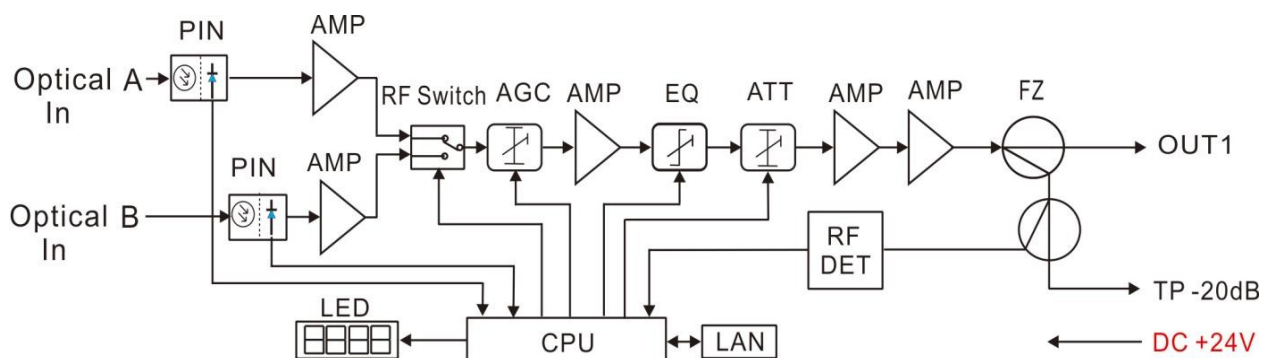 PIN
AMP
Optical A
In
RF Switch
AGC
AMP
EQ
ATT
AMP
AMP
FZ
OUT1
PIN
AMP
Optical B
In
RF
DET
TP -20dB
LED
CPU
LAN
DC +24V